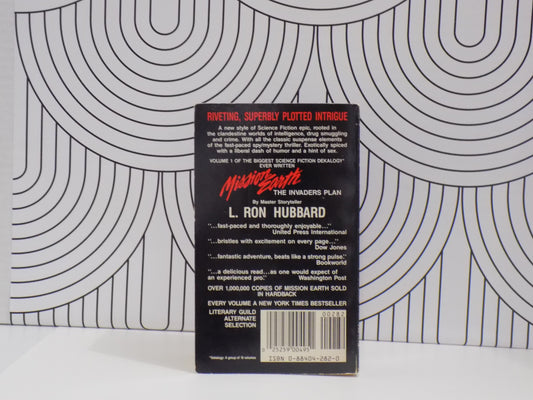 RIVETING, SUPERBLY PLOTTED INTRIGUE
A new style of Science Fiction epic, rooted in
the clandestine worlds of Intelligence, drug smuggling
and crime. With all the classic suspense elements
of the fast-paced spy/mystery thriller. Exotically spiced
with a liberal dash of humor and a hint of sex.
VOLUME 1 OF THE BIGGEST SCIENCE FICTION DEKALOGY*
EVER WRITTEN
Mission Earth
THE INVADERS PLAN
By Master Storyteller
L. RON HUBBARD
"...fast-paced and thoroughly enjoyable..."
United Press International
"...bristles with excitement on every page..."
Dow Jones
"...fantastic adventure, beats like a strong pulse."
Bookworld
"...a delicious read...as one would expect of
an experienced pro."
Washington Post
OVER 1,000,000 COPIES OF MISSION EARTH SOLD
IN HARDBACK
EVERY VOLUME A NEW YORK TIMES BESTSELLER
LITERARY GUILD
ALTERNATE
SELECTION
00282
0 25259 00495
ISBN 0-88404-282-0
*Dekalogy: A group of 10 volumes